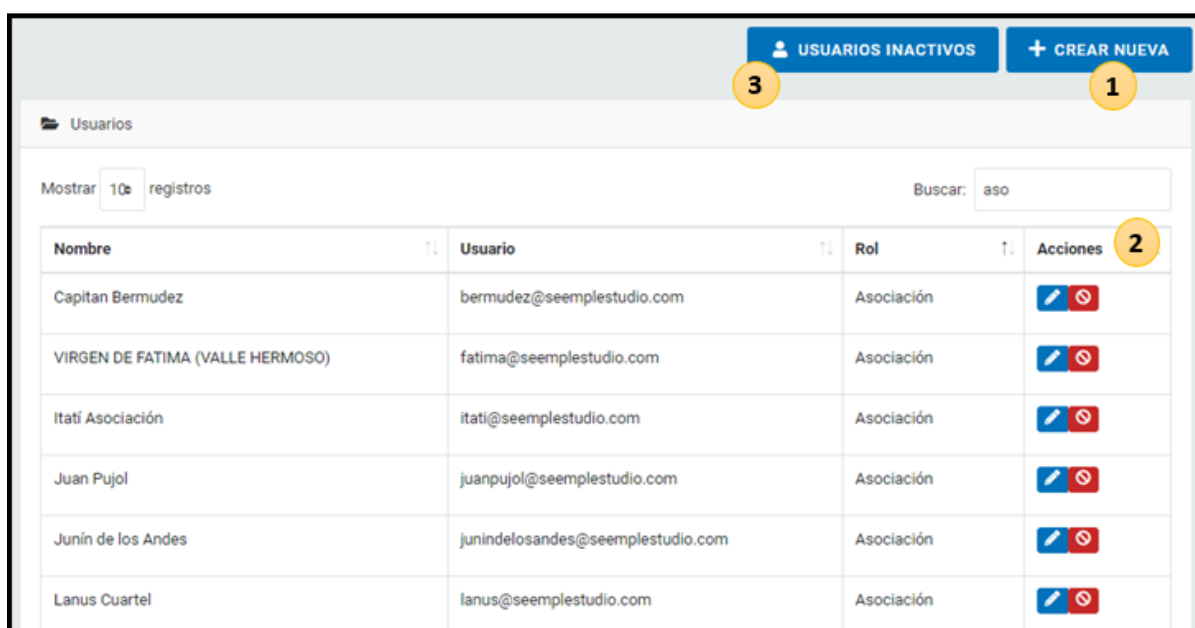 USUARIOS INACTIVOS + CREAR NUEVA
3 1
Usuarios
Mostrar 10 registros Buscar: aso
Nombre Usuario Rol Acciones 2
Capitan Bermudez bermudez@seemplestudio.com Asociación
VIRGEN DE FATIMA (VALLE HERMOSO) fatima@seemplestudio.com Asociación
Itatí Asociación itati@seemplestudio.com Asociación
Juan Pujol juanpujol@seemplestudio.com Asociación
Junín de los Andes junindelosandes@seemplestudio.com Asociación
Lanus Cuartel lanus@seemplestudio.com Asociación